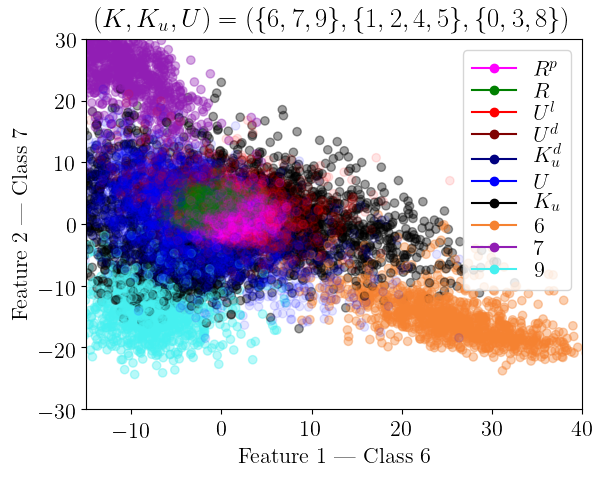 (K, K_u, U) = ({6, 7, 9}, {1, 2, 4, 5}, {0, 3, 8})
30
20
10
0
−10
−20
−30
Feature 2 — Class 7
R^p
R
U^l
U^d
K_u^d
U
K_u
6
7
9
−10
0
10
20
30
40
Feature 1 — Class 6